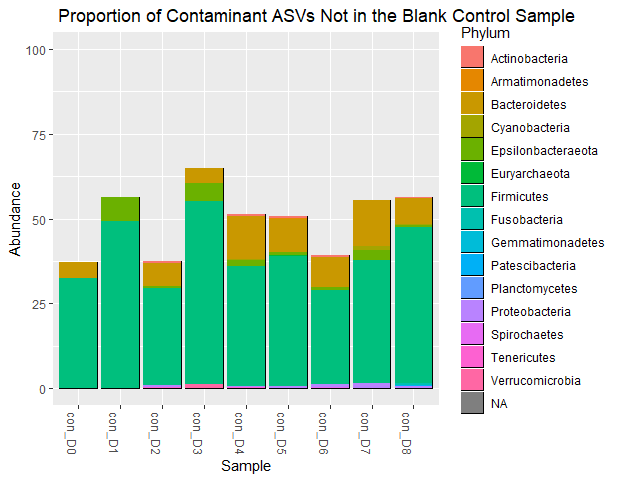 Proportion of Contaminant ASVs Not in the Blank Control Sample
Phylum
Actinobacteria
Armatimonadetes
Bacteroidetes
Cyanobacteria
Epsilonbacteraeota
Euryarchaeota
Firmicutes
Fusobacteria
Gemmatimonadetes
Patescibacteria
Planctomycetes
Proteobacteria
Spirochaetes
Tenericutes
Verrucomicrobia
NA
Abundance
100
75
50
25
0
con_D0
con_D1
con_D2
con_D3
con_D4
con_D5
con_D6
con_D7
con_D8
Sample